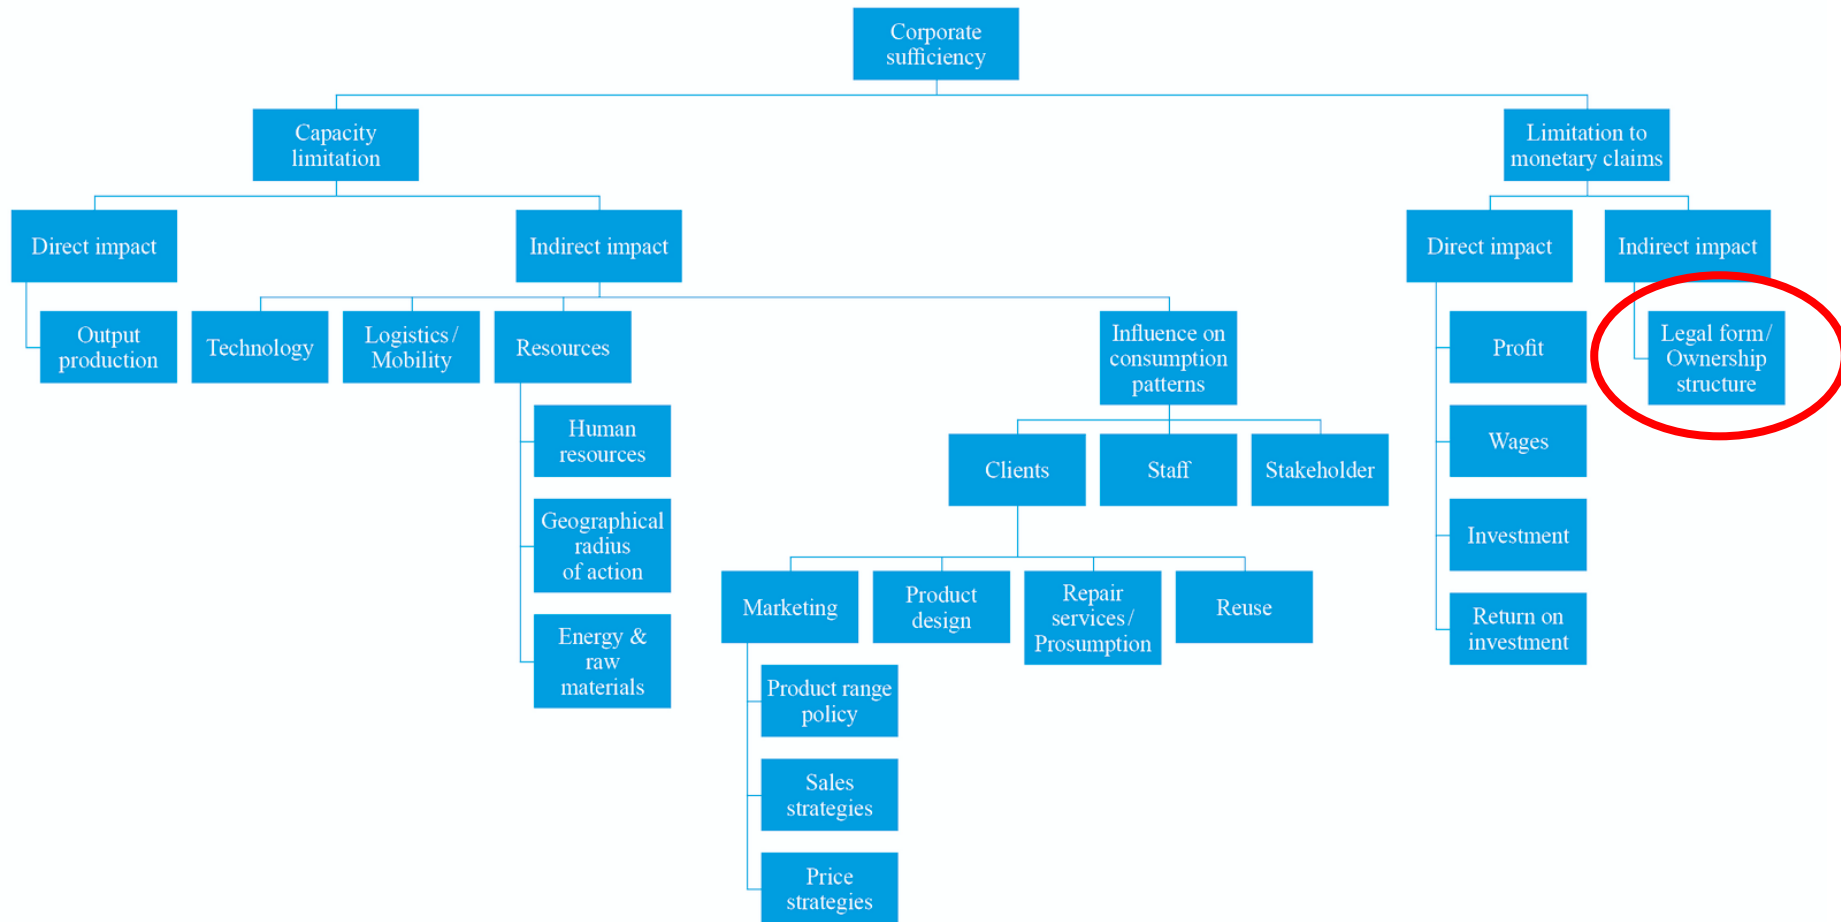 Corporate
sufficiency
Capacity
limitation
Limitation to
monetary claims
Direct impact
Indirect impact
Direct impact
Indirect impact
Output
production
Technology
Logistics /
Mobility
Resources
Influence on
consumption
patterns
Profit
Legal form /
Ownership
structure
Human
resources
Clients
Staff
Stakeholder
Wages
Geographical
radius
of action
Investment
Marketing
Product
design
Repair
services /
Prosumption
Reuse
Return on
investment
Energy &
raw
materials
Product range
policy
Sales
strategies
Price
strategies